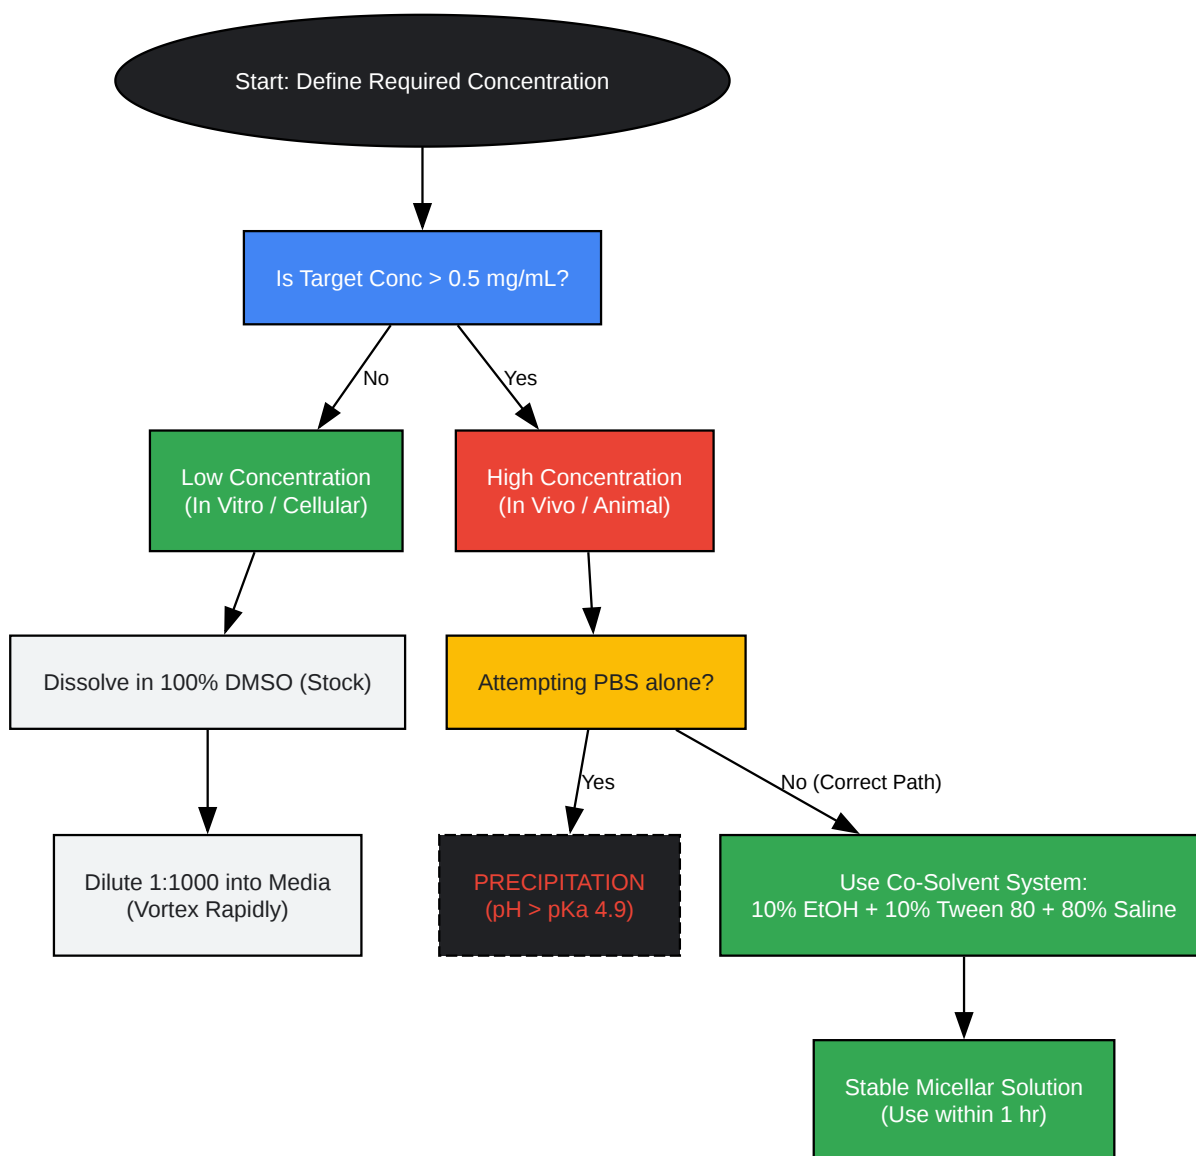 Start: Define Required Concentration
Is Target Conc > 0.5 mg/mL?
No
Yes
Low Concentration
(In Vitro / Cellular)
High Concentration
(In Vivo / Animal)
Dissolve in 100% DMSO (Stock)
Attempting PBS alone?
Yes
No (Correct Path)
Dilute 1:1000 into Media
(Vortex Rapidly)
PRECIPITATION
(pH > pKa 4.9)
Use Co-Solvent System:
10% EtOH + 10% Tween 80 + 80% Saline
Stable Micellar Solution
(Use within 1 hr)